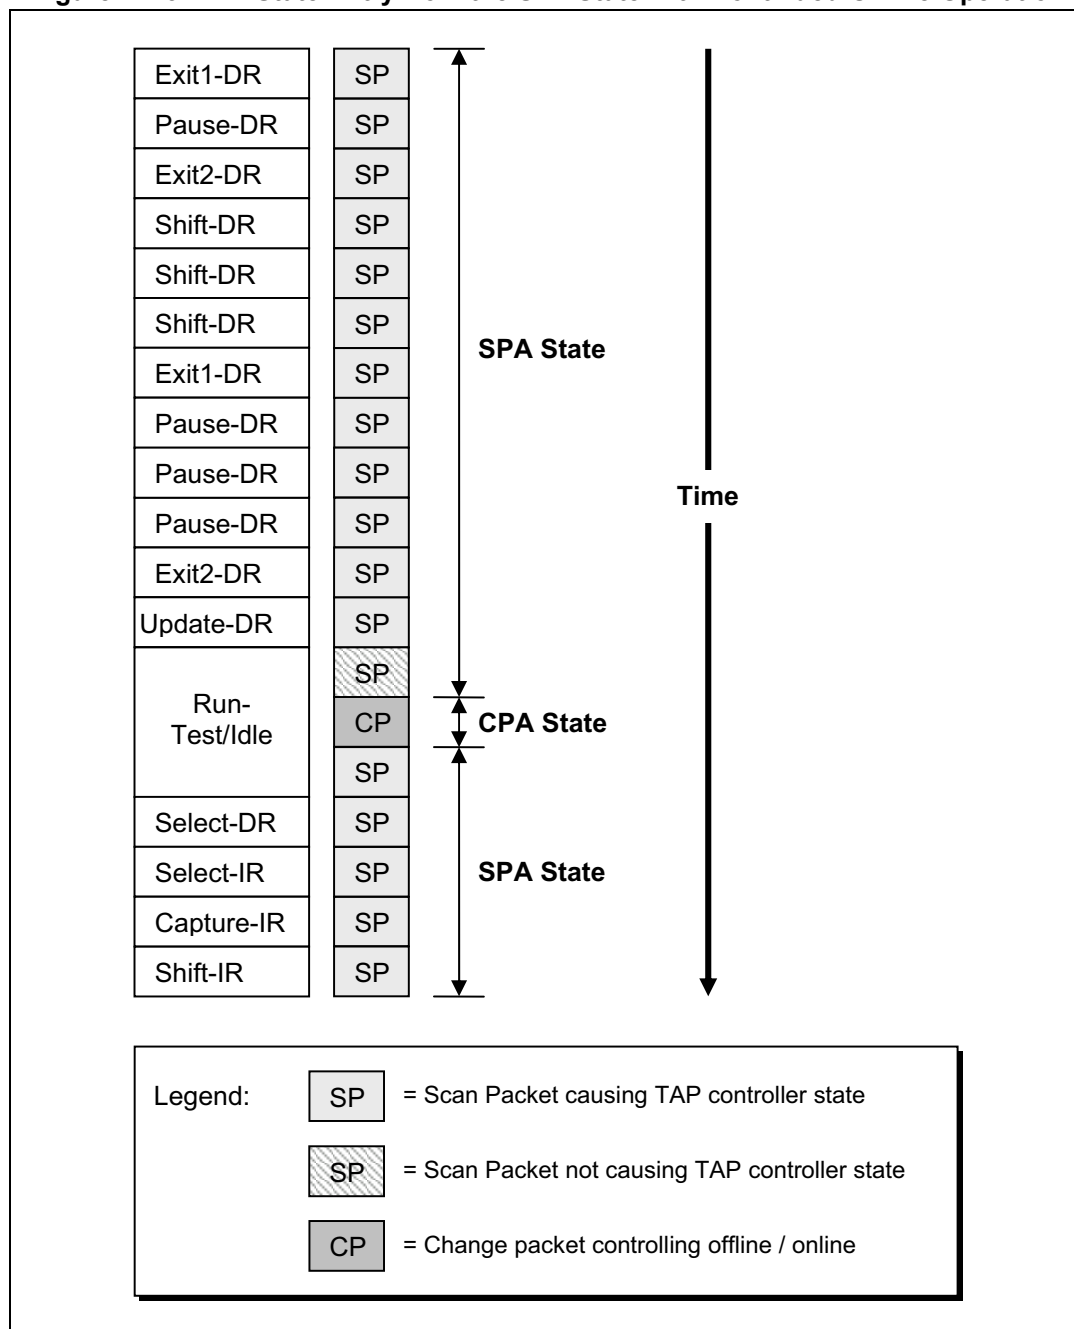 Exit1-DR SP
Pause-DR SP
Exit2-DR SP
Shift-DR SP
Shift-DR SP
Shift-DR SP
SPA State
Exit1-DR SP
Pause-DR SP
Pause-DR SP
Time
Pause-DR SP
Exit2-DR SP
Update-DR SP
SP
Run-
Test/Idle
CP CPA State
SP
Select-DR SP
Select-IR SP SPA State
Capture-IR SP
Shift-IR SP
Legend:
SP = Scan Packet causing TAP controller state
SP = Scan Packet not causing TAP controller state
CP = Change packet controlling offline / online